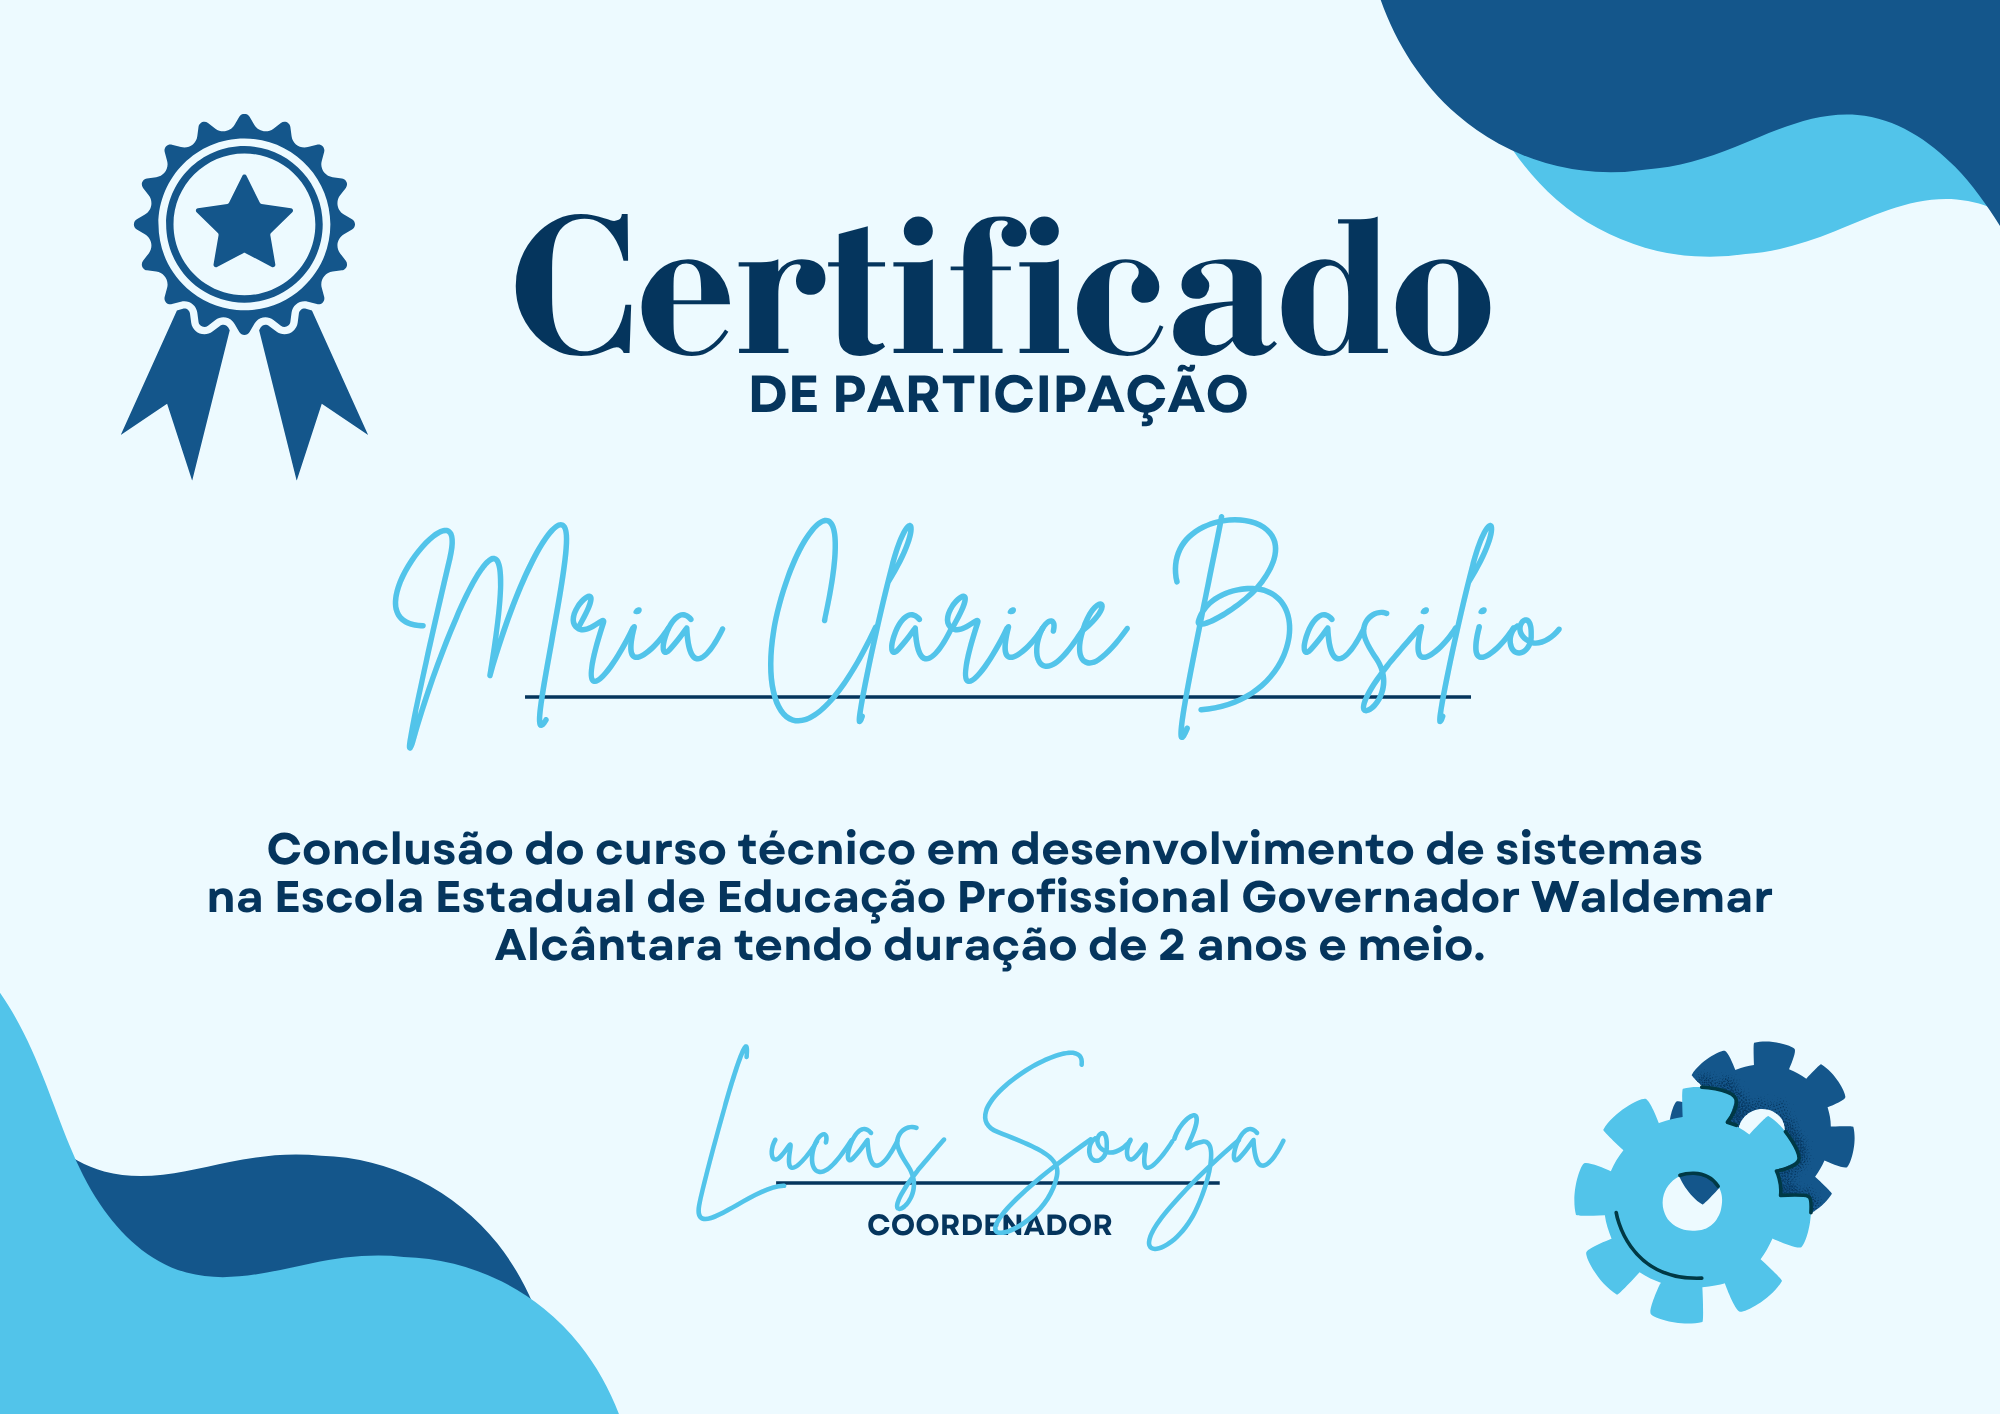 Certificado
DE PARTICIPAÇÃO
Mria Clarice Basilio
Conclusão do curso técnico em desenvolvimento de sistemas
na Escola Estadual de Educação Profissional Governador Waldemar
Alcântara tendo duração de 2 anos e meio.
Lucas Souza
COORDENADOR